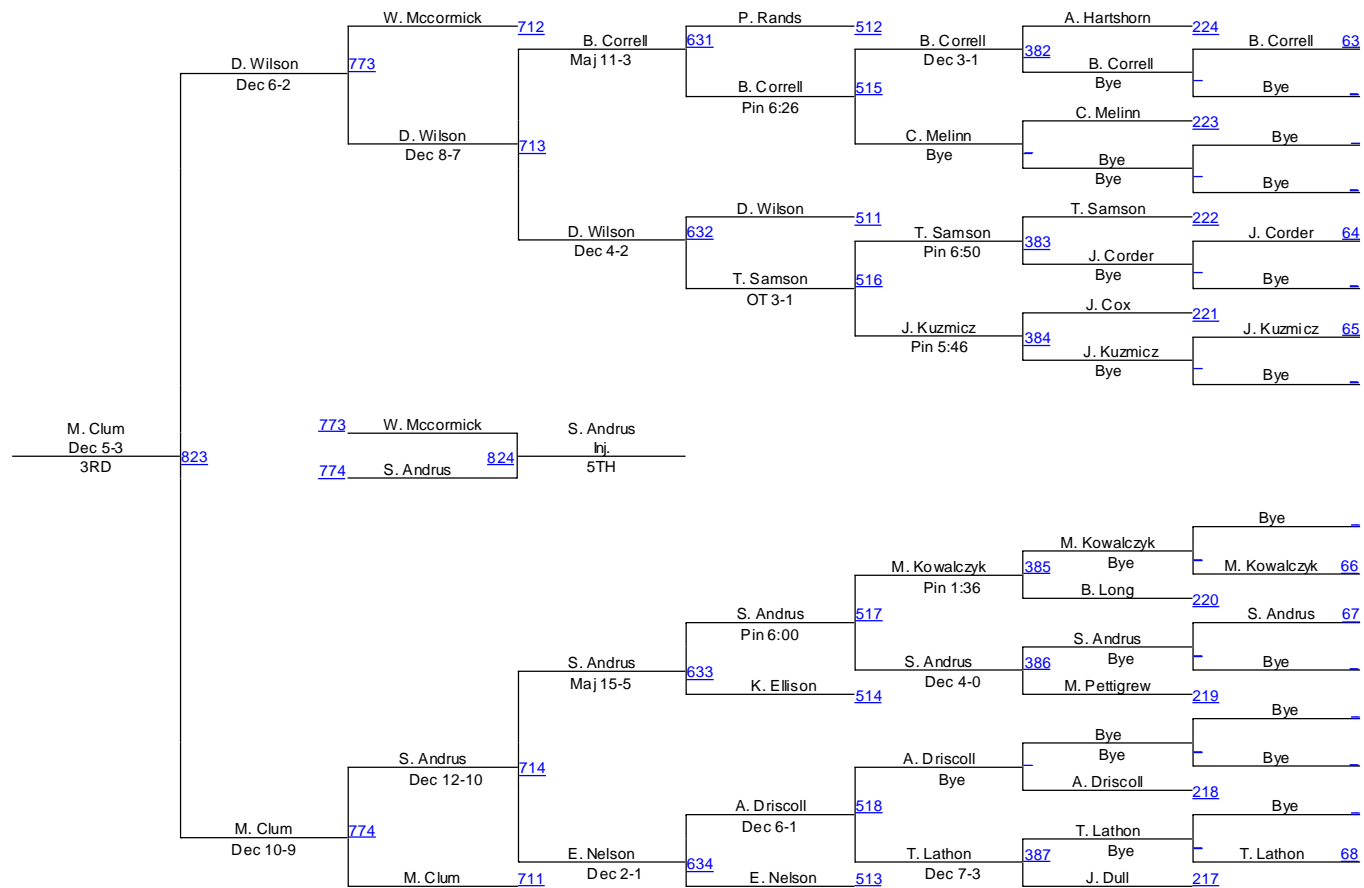 W. Mccormick 712
P. Rands 512
A. Hartshorn 224
B. Correll 631
B. Correll 382
B. Correll 63
D. Wilson 773
Maj 11-3
Dec 3-1
B. Correll
Dec 6-2
B. Correll 515
Bye
Bye
Pin 6:26
C. Melinn 223
D. Wilson 713
C. Melinn
Bye
Dec 8-7
Bye
Bye
Bye
Bye
D. Wilson 511
T. Samson 222
D. Wilson 632
T. Samson 383
J. Corder 64
Dec 4-2
Pin 6:50
J. Corder
T. Samson 516
Bye
Bye
OT 3-1
J. Cox 221
J. Kuzmicz 384
J. Kuzmicz 65
Pin 5:46
J. Kuzmicz
Bye
Bye
M. Clum
773 W. Mccormick
S. Andrus
Dec 5-3
Inj.
823
824
3RD
774 S. Andrus
5TH
Bye
M. Kowalczyk
M. Kowalczyk 385
Bye
M. Kowalczyk 66
Pin 1:36
B. Long 220
S. Andrus 517
S. Andrus 67
Pin 6:00
S. Andrus
S. Andrus 633
S. Andrus 386
Bye
Bye
Maj 15-5
Dec 4-0
K. Ellison 514
M. Pettigrew 219
Bye
Bye
S. Andrus 714
A. Driscoll
Bye
Bye
Dec 12-10
Bye
A. Driscoll 218
A. Driscoll 518
Bye
M. Clum 774
Dec 6-1
T. Lathon
Dec 10-9
E. Nelson 634
T. Lathon 387
Bye
T. Lathon 68
Dec 2-1
Dec 7-3
M. Clum 711
E. Nelson 513
J. Dull 217